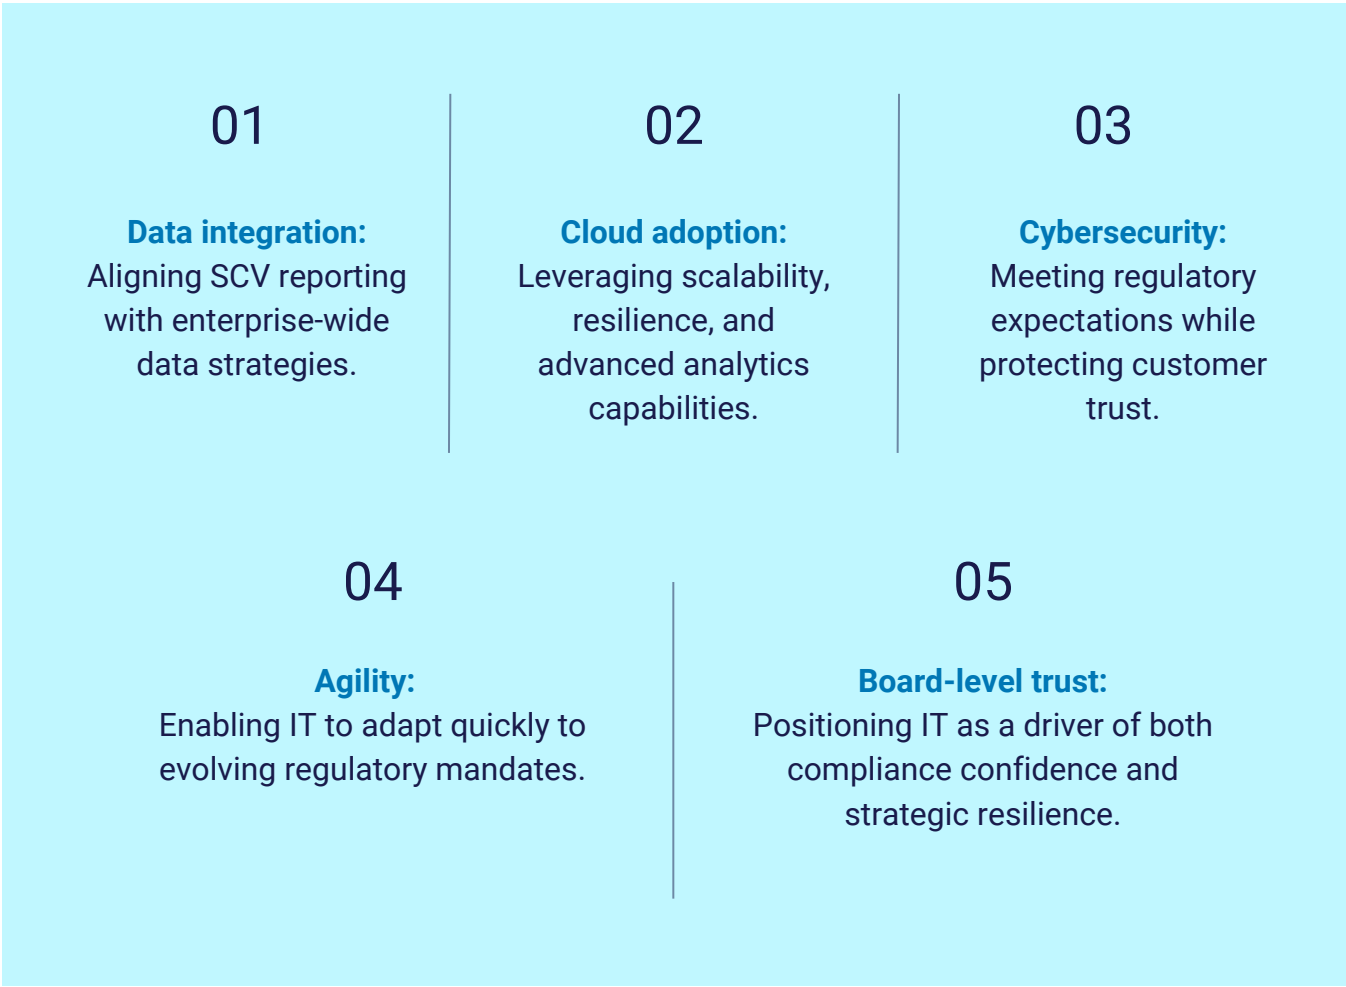 01
Data integration:
Aligning SCV reporting
with enterprise-wide
data strategies.
02
Cloud adoption:
Leveraging scalability,
resilience, and
advanced analytics
capabilities.
03
Cybersecurity:
Meeting regulatory
expectations while
protecting customer
trust.
04
Agility:
Enabling IT to adapt quickly to
evolving regulatory mandates.
05
Board-level trust:
Positioning IT as a driver of both
compliance confidence and
strategic resilience.